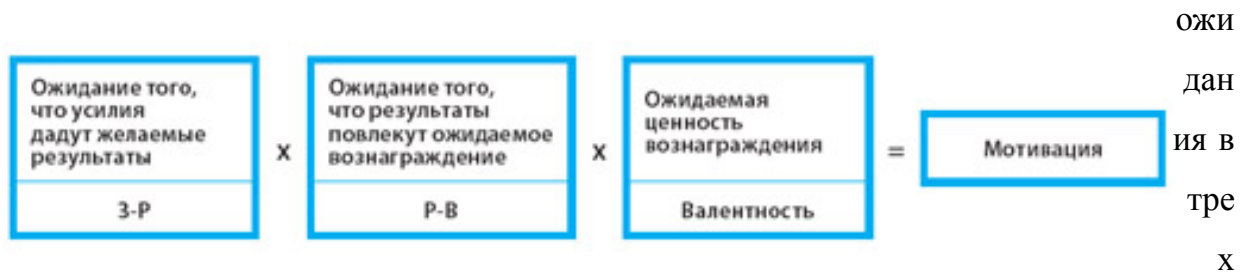 ожи
дан
ия в
тре
х
Ожидание того,
что усилия
дадут желаемые
результаты
З-Р
х
Ожидание того,
что результаты
повлекут ожидаемое
вознаграждение
Р-В
х
Ожидаемая
ценность
вознаграждения
Валентность
=
Мотивация